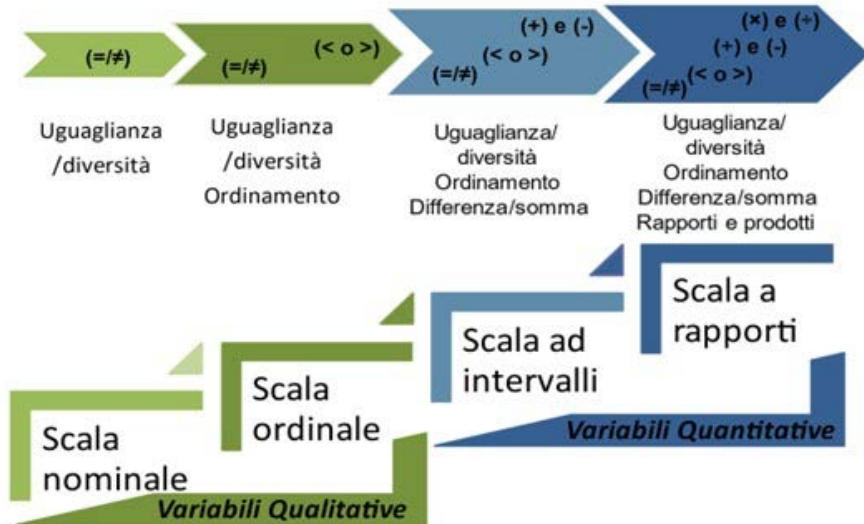 (=/≠)
(=/≠)
(< o >)
(=/≠)
(< o >)
(+) e (-)
(=/≠)
(< o >)
(+) e (-)
(×) e (÷)
Uguaglianza
/diversità
Uguaglianza
/diversità
Ordinamento
Uguaglianza/
diversità
Ordinamento
Differenza/somma
Uguaglianza/
diversità
Ordinamento
Differenza/somma
Rapporti e prodotti
Scala
nominale
Scala
ordinale
Scala ad
intervalli
Scala a
rapporti
Variabili Qualitative
Variabili Quantitative